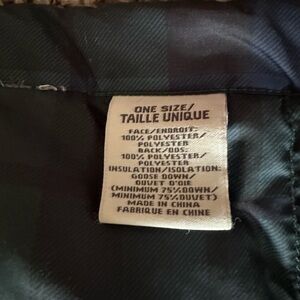 ONE SIZE/
TAILLE UNIQUE
FACE/ENDROIT:
100% POLYESTER/
POLYESTER
BACK/DOS:
100% POLYESTER/
POLYESTER
INSULATION/ISOLATION:
GOOSE DOWN/
DUVET D'OIE
(MINIMUM 75% DOWN/
MINIMUM 75% DUVET)
MADE IN CHINA
FABRIQUE EN CHINE